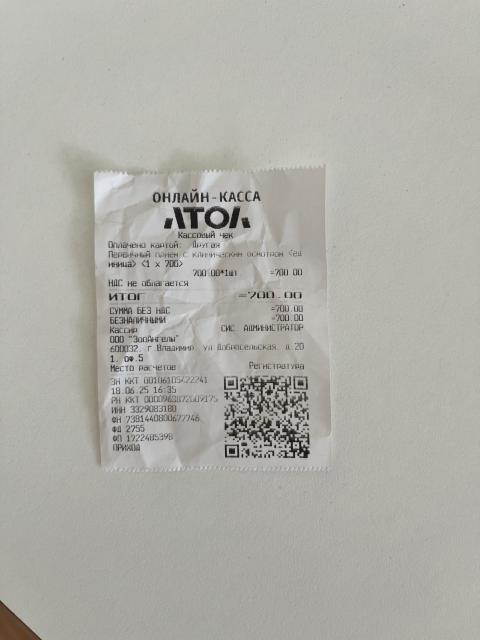 ОНЛАЙН-КАССА
АТОЛ
Кассовый чек
Оплачено картой: Другая
Первичный прием с клиническим осмотром <ед
иница> <1 x 700>
700.00*1шт =700.00
НДС не облагается
ИТОГ =700.00
СУММА БЕЗ НДС =700.00
БЕЗНАЛИЧНЫМИ =700.00
Кассир СИС. АДМИНИСТРАТОР
ООО "ЗооАнгелы"
600032, г.Владимир, ул Добросельская, д.20
1, оф.5
Место расчетов Регистратура
ЗН ККТ 00106105422241
18.06.25 16:35
РН ККТ
ИНН 3329083180
ФН 7381440800677746
ФД 2755
ФП 1722485398
ПРИХОД